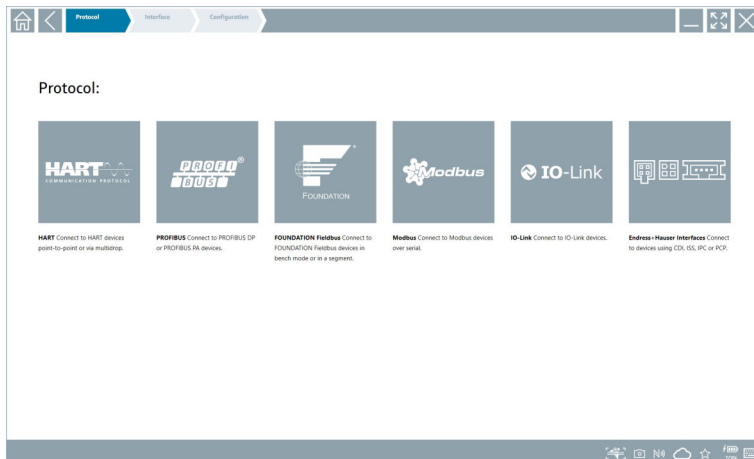 Protocol
Interface
Configuration
Protocol:
HART
COMMUNICATION PROTOCOL
HART Connect to HART devices
point-to-point or via multidrop.
PROFI
BUS
®
PROFIBUS Connect to PROFIBUS DP
or PROFIBUS PA devices.
F
FOUNDATION
FOUNDATION Fieldbus Connect to
FOUNDATION Fieldbus devices in
bench mode or in a segment.
Modbus
Modbus Connect to Modbus devices
over serial.
IO-Link
IO-Link Connect to IO-Link devices.
Endress+Hauser Interfaces Connect
to devices using CDI, ISS, IPC or PCP.